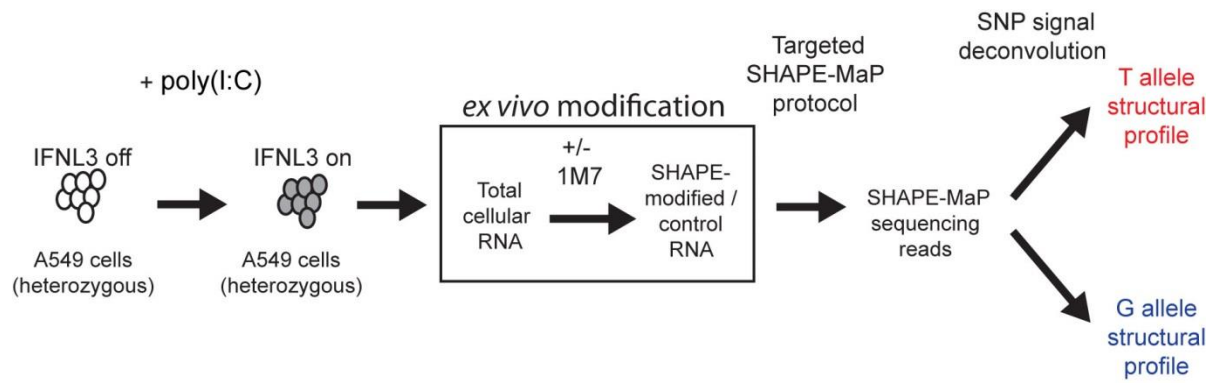 + poly(I:C)
IFNL3 off
A549 cells
(heterozygous)
IFNL3 on
A549 cells
(heterozygous)
ex vivo modification
Total
cellular
RNA
+/-
1M7
SHAPE-
modified /
control
RNA
Targeted
SHAPE-MaP
protocol
SHAPE-MaP
sequencing
reads
SNP signal
deconvolution
T allele
structural
profile
G allele
structural
profile